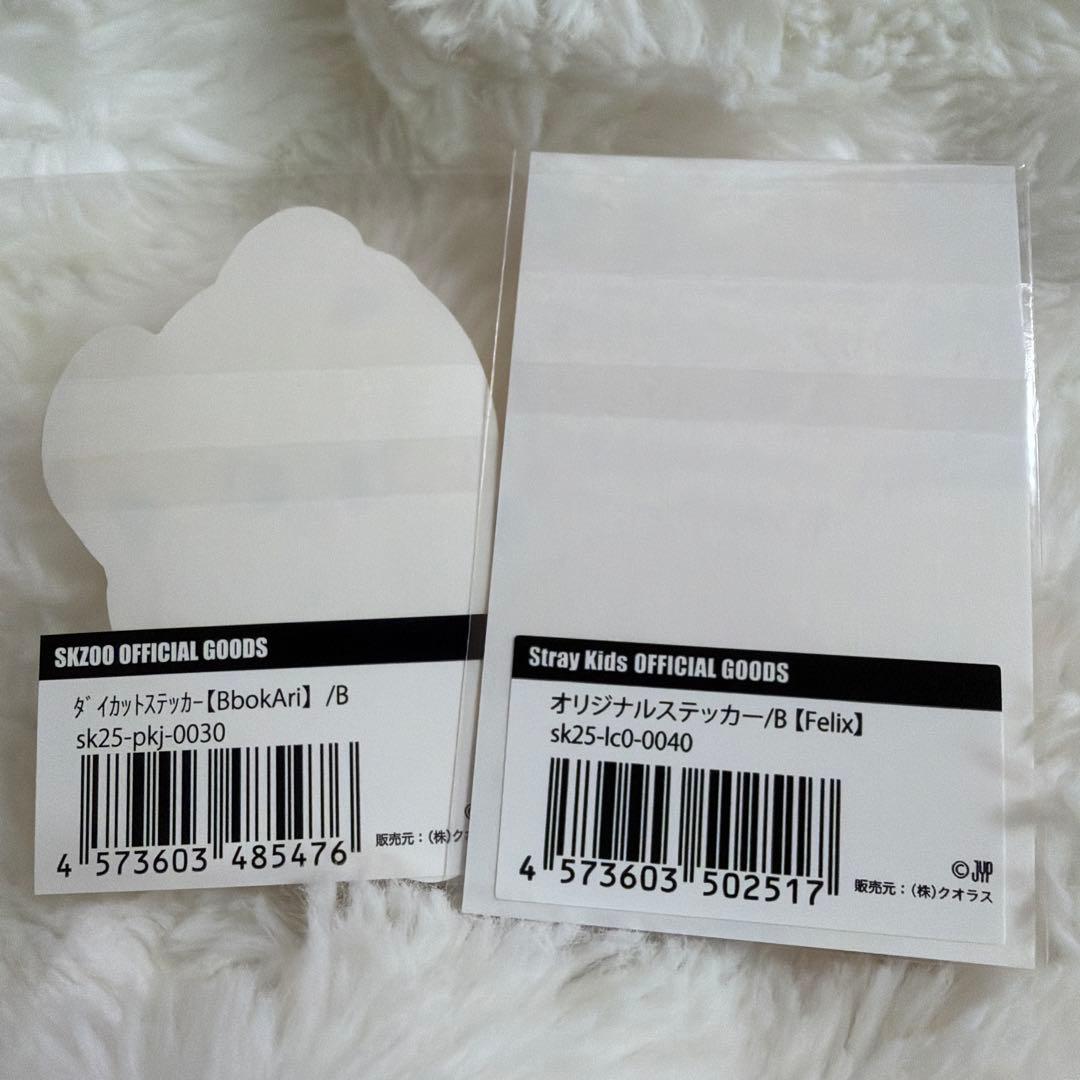 SKZOO OFFICIAL GOODS
ﾀﾞｲｶｯﾄｽﾃｯｶｰ【BbokAri】 /B
sk25-pkj-0030
4 573603 485476
販売元：(株)ク
Stray Kids OFFICIAL GOODS
オリジナルステッカー/B【Felix】
sk25-lc0-0040
4 573603 502517
©JYP
販売元：(株)クオラス